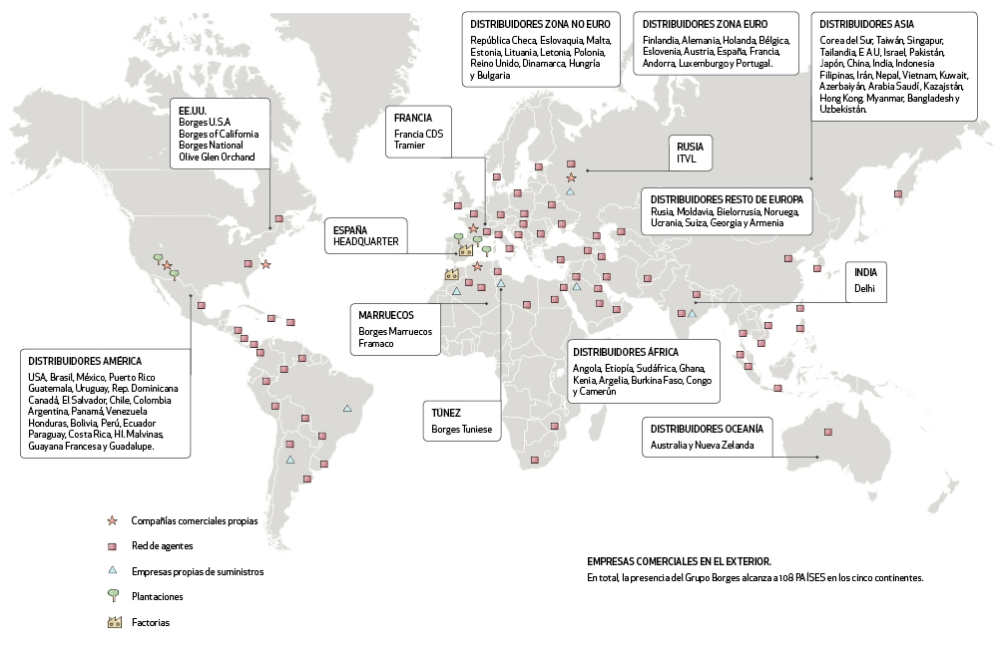 DISTRIBUIDORES ZONA NO EURO
República Checa, Eslovaquia, Malta,
Estonia, Lituania, Letonia, Polonia,
Reino Unido, Dinamarca, Hungría
y Bulgaria
DISTRIBUIDORES ZONA EURO
Finlandia, Alemania, Holanda, Bélgica,
Eslovenia, Austria, España, Francia,
Andorra, Luxemburgo y Portugal.
DISTRIBUIDORES ASIA
Corea del Sur, Taiwán, Singapur,
Tailandia, E A U, Israel, Pakistán,
Japón, China, India, Indonesia
Filipinas, Irán, Nepal, Vietnam, Kuwait,
Azerbaiyán, Arabia Saudí, Kazajstán,
Hong Kong, Myanmar, Bangladesh y
Uzbekistán.
EE.UU.
Borges U.S.A
Borges of California
Borges National
Olive Glen Orchand
FRANCIA
Francia CDS
Tramier
RUSIA
ITVL
DISTRIBUIDORES RESTO DE EUROPA
Rusia, Moldavia, Bielorrusia, Noruega,
Ucrania, Suiza, Georgia y Armenia
ESPAÑA
HEADQUARTER
INDIA
Delhi
MARRUECOS
Borges Marruecos
Framaco
DISTRIBUIDORES AMÉRICA
USA, Brasil, México, Puerto Rico
Guatemala, Uruguay, Rep. Dominicana
Canadá, El Salvador, Chile, Colombia
Argentina, Panamá, Venezuela
Honduras, Bolivia, Perú, Ecuador
Paraguay, Costa Rica, HI. Malvinas,
Guayana Francesa y Guadalupe.
DISTRIBUIDORES ÁFRICA
Angola, Etiopía, Sudáfrica, Ghana,
Kenia, Argelia, Burkina Faso, Congo
y Camerún
TÚNEZ
Borges Tuniese
DISTRIBUIDORES OCEANÍA
Australia y Nueva Zelanda
Compañías comerciales propias
Red de agentes
Empresas propias de suministros
Plantaciones
Factorias
EMPRESAS COMERCIALES EN EL EXTERIOR.
En total, la presencia del Grupo Borges alcanza a 108 PAÍSES en los cinco continentes.